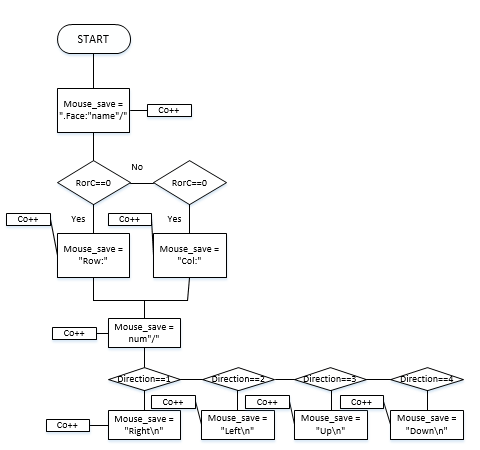 START
Mouse_save =
".Face:"name"/"
Co++
No
RorC==0
RorC==0
Co++
Yes
Co++
Yes
Mouse_save =
"Row:"
Mouse_save =
"Col:"
Mouse_save =
num"/"
Co++
Direction==1
Direction==2
Direction==3
Direction==4
Co++
Co++
Co++
Co++
Mouse_save =
"Right\n"
Mouse_save =
"Left\n"
Mouse_save =
"Up\n"
Mouse_save =
"Down\n"